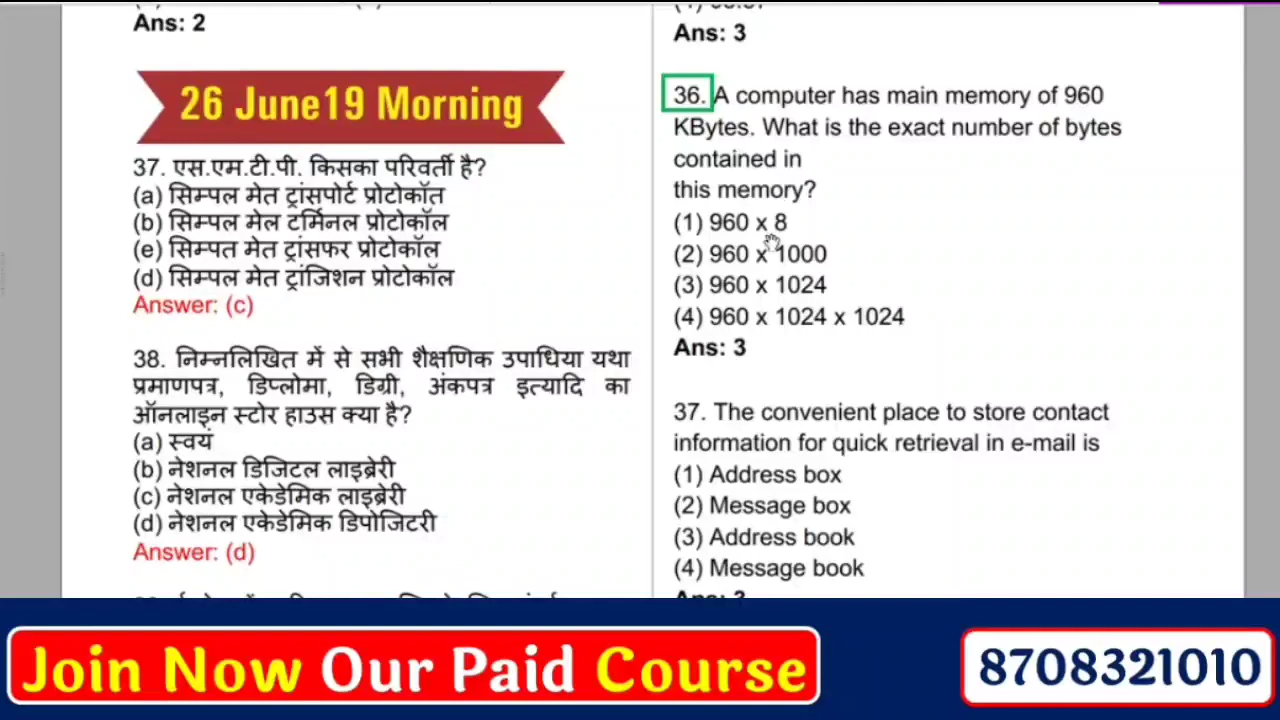 Ans: 2
26 June19 Morning
37. एस.एम.टी.पी. किसका परिवर्ती है?
(a) सिम्पल मेत ट्रांसपोर्ट प्रोटोकॉत
(b) सिम्पल मेल टर्मिनल प्रोटोकॉल
(e) सिम्पत मेत ट्रांसफर प्रोटोकॉल
(d) सिम्पल मेत ट्रांजिशन प्रोटोकॉल
Answer: (c)
38. निम्नलिखित में से सभी शैक्षणिक उपाधिया यथा
प्रमाणपत्र, डिप्लोमा, डिग्री, अंकपत्र इत्यादि का
ऑनलाइन स्टोर हाउस क्या है?
(a) स्वयं
(b) नेशनल डिजिटल लाइब्रेरी
(c) नेशनल एकेडेमिक लाइब्रेरी
(d) नेशनल एकेडेमिक डिपोजिटरी
Answer: (d)
Ans: 3
36. A computer has main memory of 960
KBytes. What is the exact number of bytes
contained in
this memory?
(1) 960 x 8
(2) 960 x 1000
(3) 960 x 1024
(4) 960 x 1024 x 1024
Ans: 3
37. The convenient place to store contact
information for quick retrieval in e-mail is
(1) Address box
(2) Message box
(3) Address book
(4) Message book
Join Now Our Paid Course
8708321010